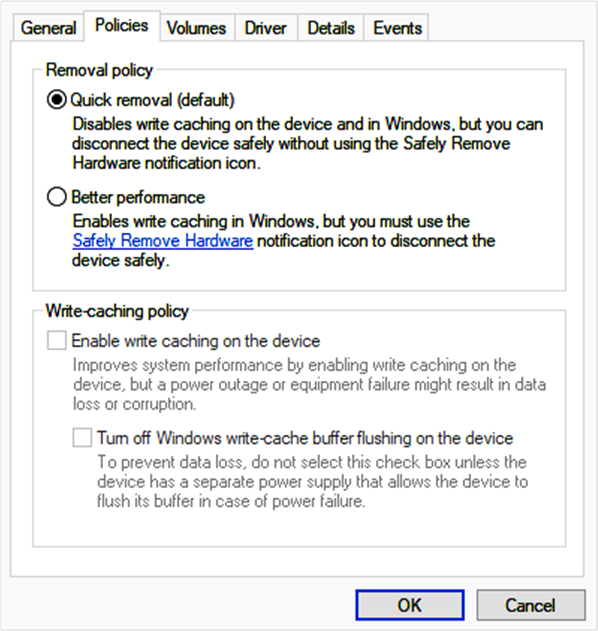 General Policies Volumes Driver Details Events
Removal policy
Quick removal (default)
Disables write caching on the device and in Windows, but you can
disconnect the device safely without using the Safely Remove
Hardware notification icon.
Better performance
Enables write caching in Windows, but you must use the
Safely Remove Hardware notification icon to disconnect the
device safely.
Write-caching policy
Enable write caching on the device
Improves system performance by enabling write caching on the
device, but a power outage or equipment failure might result in data
loss or corruption.
Turn off Windows write-cache buffer flushing on the device
To prevent data loss, do not select this check box unless the
device has a separate power supply that allows the device to
flush its buffer in case of power failure.
OK Cancel